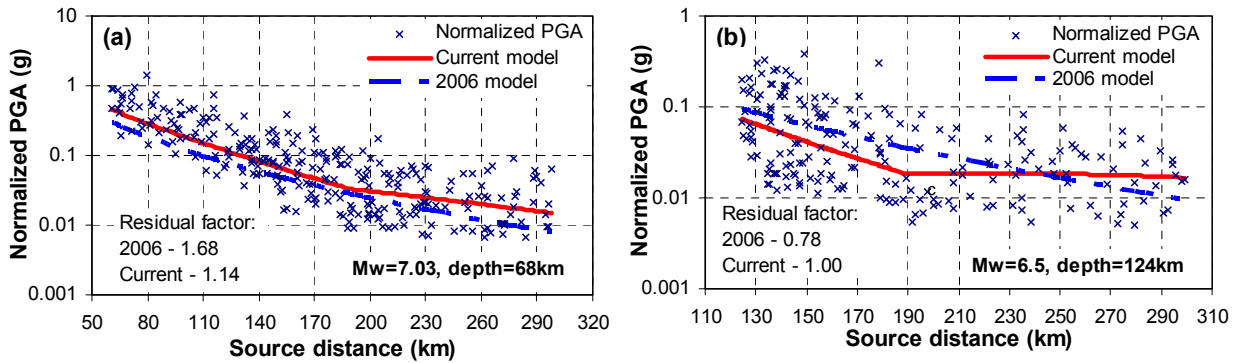 (a)
Normalized PGA
Current model
2006 model
Normalized PGA (g)
10
1
0.1
0.01
0.001
Residual factor:
2006 - 1.68
Current - 1.14
Mw=7.03, depth=68km
50 80 110 140 170 200 230 260 290 320
Source distance (km)
(b)
Normalized PGA
Current model
2006 model
Normalized PGA (g)
1
0.1
0.01
0.001
c
Residual factor:
2006 - 0.78
Current - 1.00
Mw=6.5, depth=124km
110 130 150 170 190 210 230 250 270 290 310
Source distance (km)